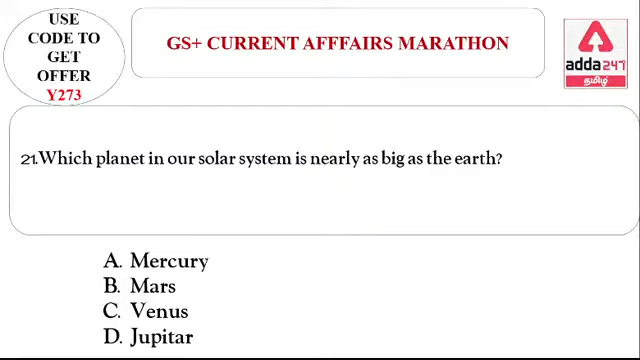 USE
CODE TO
GET
OFFER
Y273
GS+ CURRENT AFFFAIRS MARATHON
adda247
தமிழ்
21.Which planet in our solar system is nearly as big as the earth?
A. Mercury
B. Mars
C. Venus
D. Jupitar